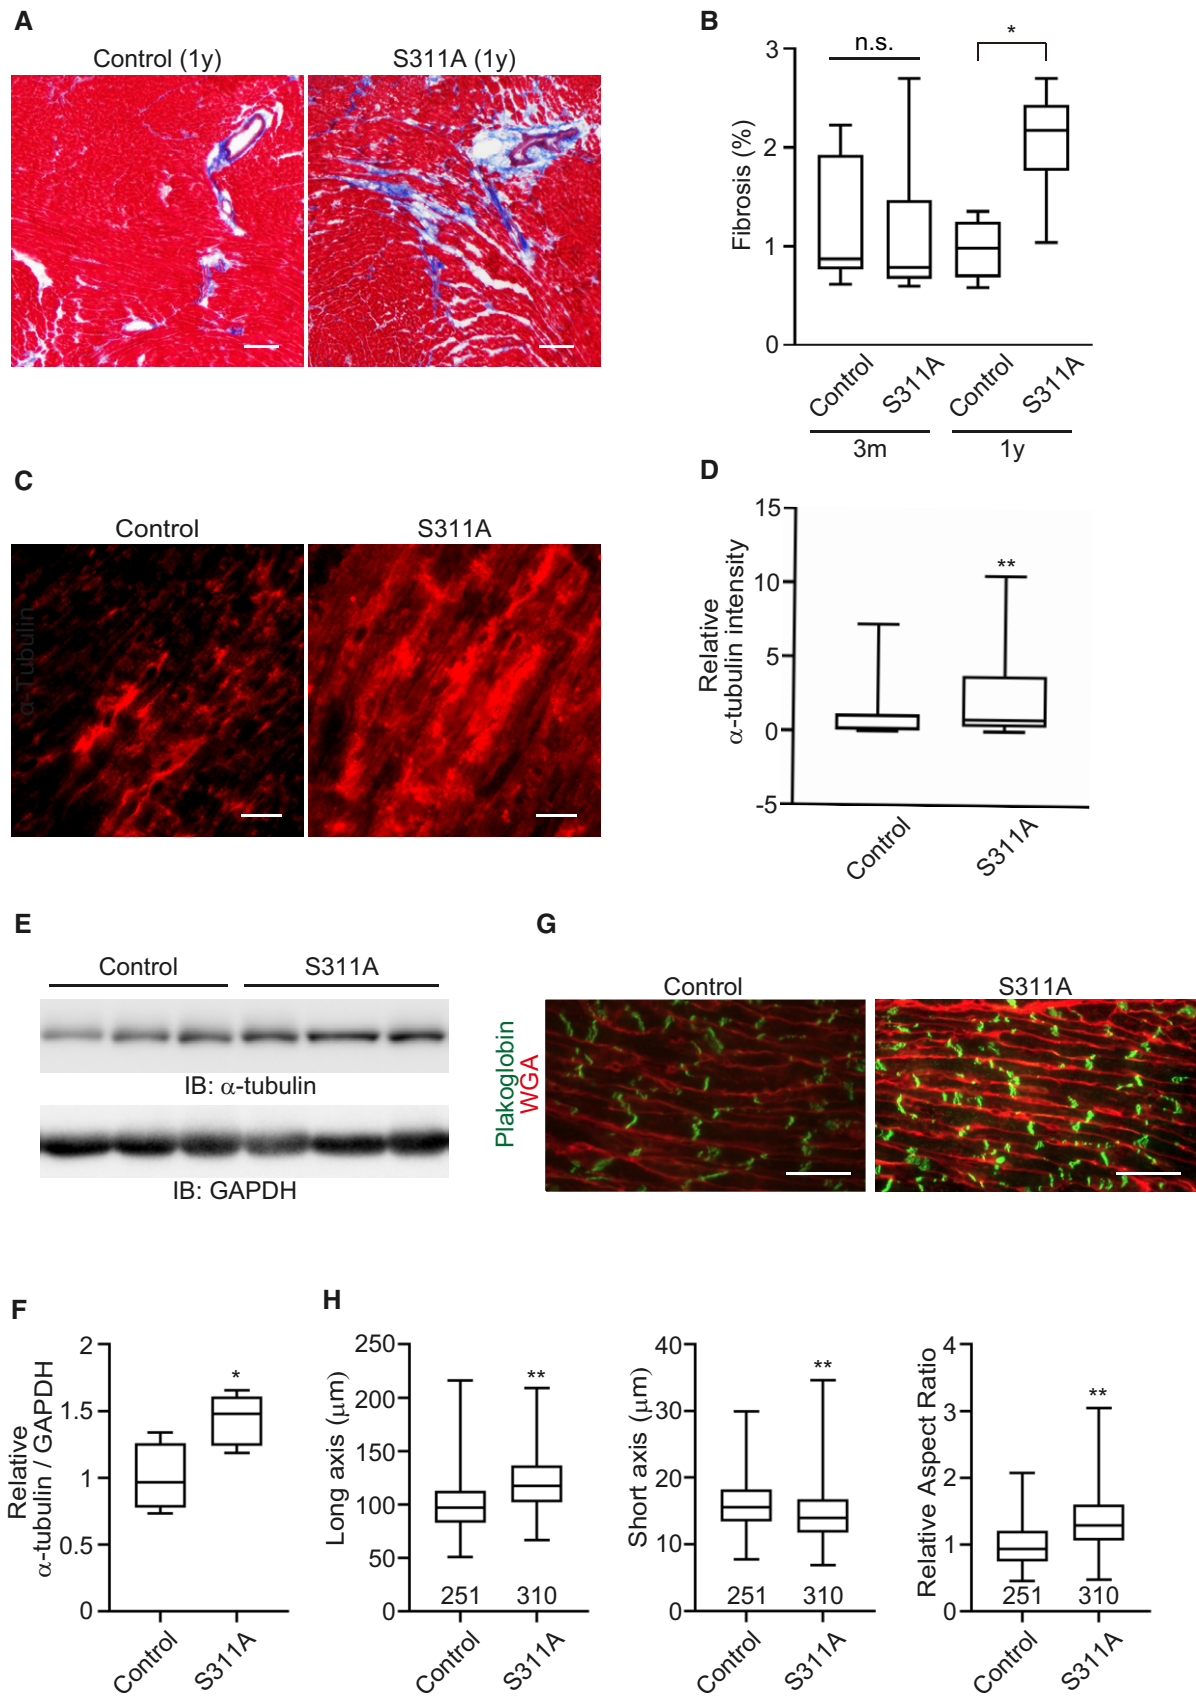 A
Control (1y)
S311A (1y)
B
Fibrosis (%)
3
2
1
0
n.s.
*
Control
S311A
Control
S311A
3m
1y
C
Control
S311A
α-Tubulin
D
Relative
α-tubulin intensity
15
10
5
0
-5
**
Control
S311A
E
Control
S311A
IB: α-tubulin
IB: GAPDH
G
Control
S311A
Plakoglobin
WGA
F
Relative
α-tubulin / GAPDH
2
1.5
1
0.5
0
*
Control
S311A
H
Long axis (μm)
250
200
150
100
50
0
**
251
310
Control
S311A
Short axis (μm)
40
30
20
10
0
**
251
310
Control
S311A
Relative Aspect Ratio
4
3
2
1
0
**
251
310
Control
S311A